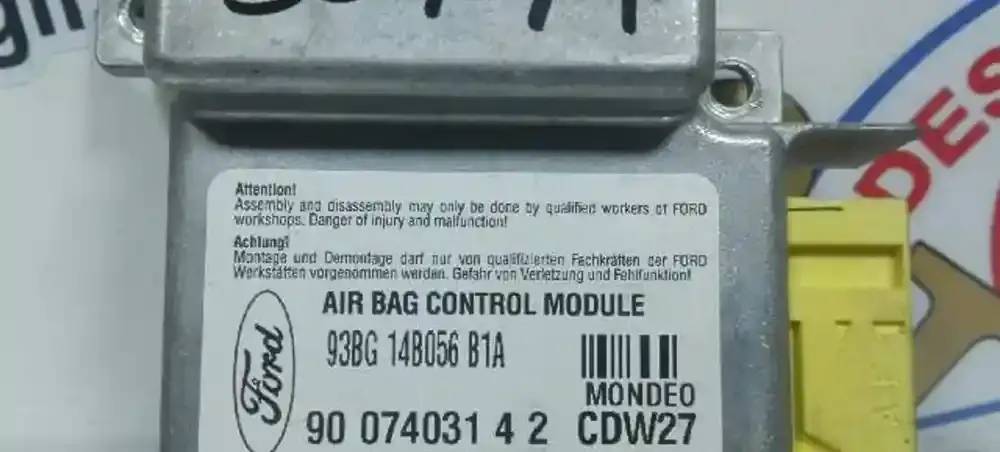 Attention!
Assembly and disassembly may only be done by qualified workers of FORD
workshops. Danger of injury and malfunction!
Achtung!
Montage und Demontage darf nur von qualifizierten Fachkräften der FORD
Werkstätten vorgenommen werden. Gefahr von Verletzung und Fehlfunktion!
AIR BAG CONTROL MODULE
93BG 14B056 B1A
Ford
MONDEO
90 074031 4 2 CDW27
DES